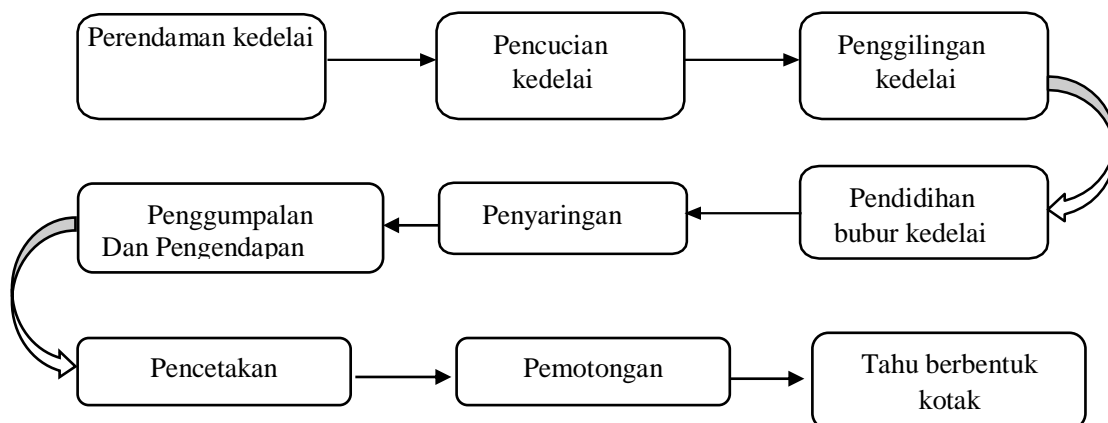 Perendaman kedelai
Pencucian
kedelai
Penggilingan
kedelai
Pendidihan
bubur kedelai
Penyaringan
Penggumpalan
Dan Pengendapan
Pencetakan
Pemotongan
Tahu berbentuk
kotak